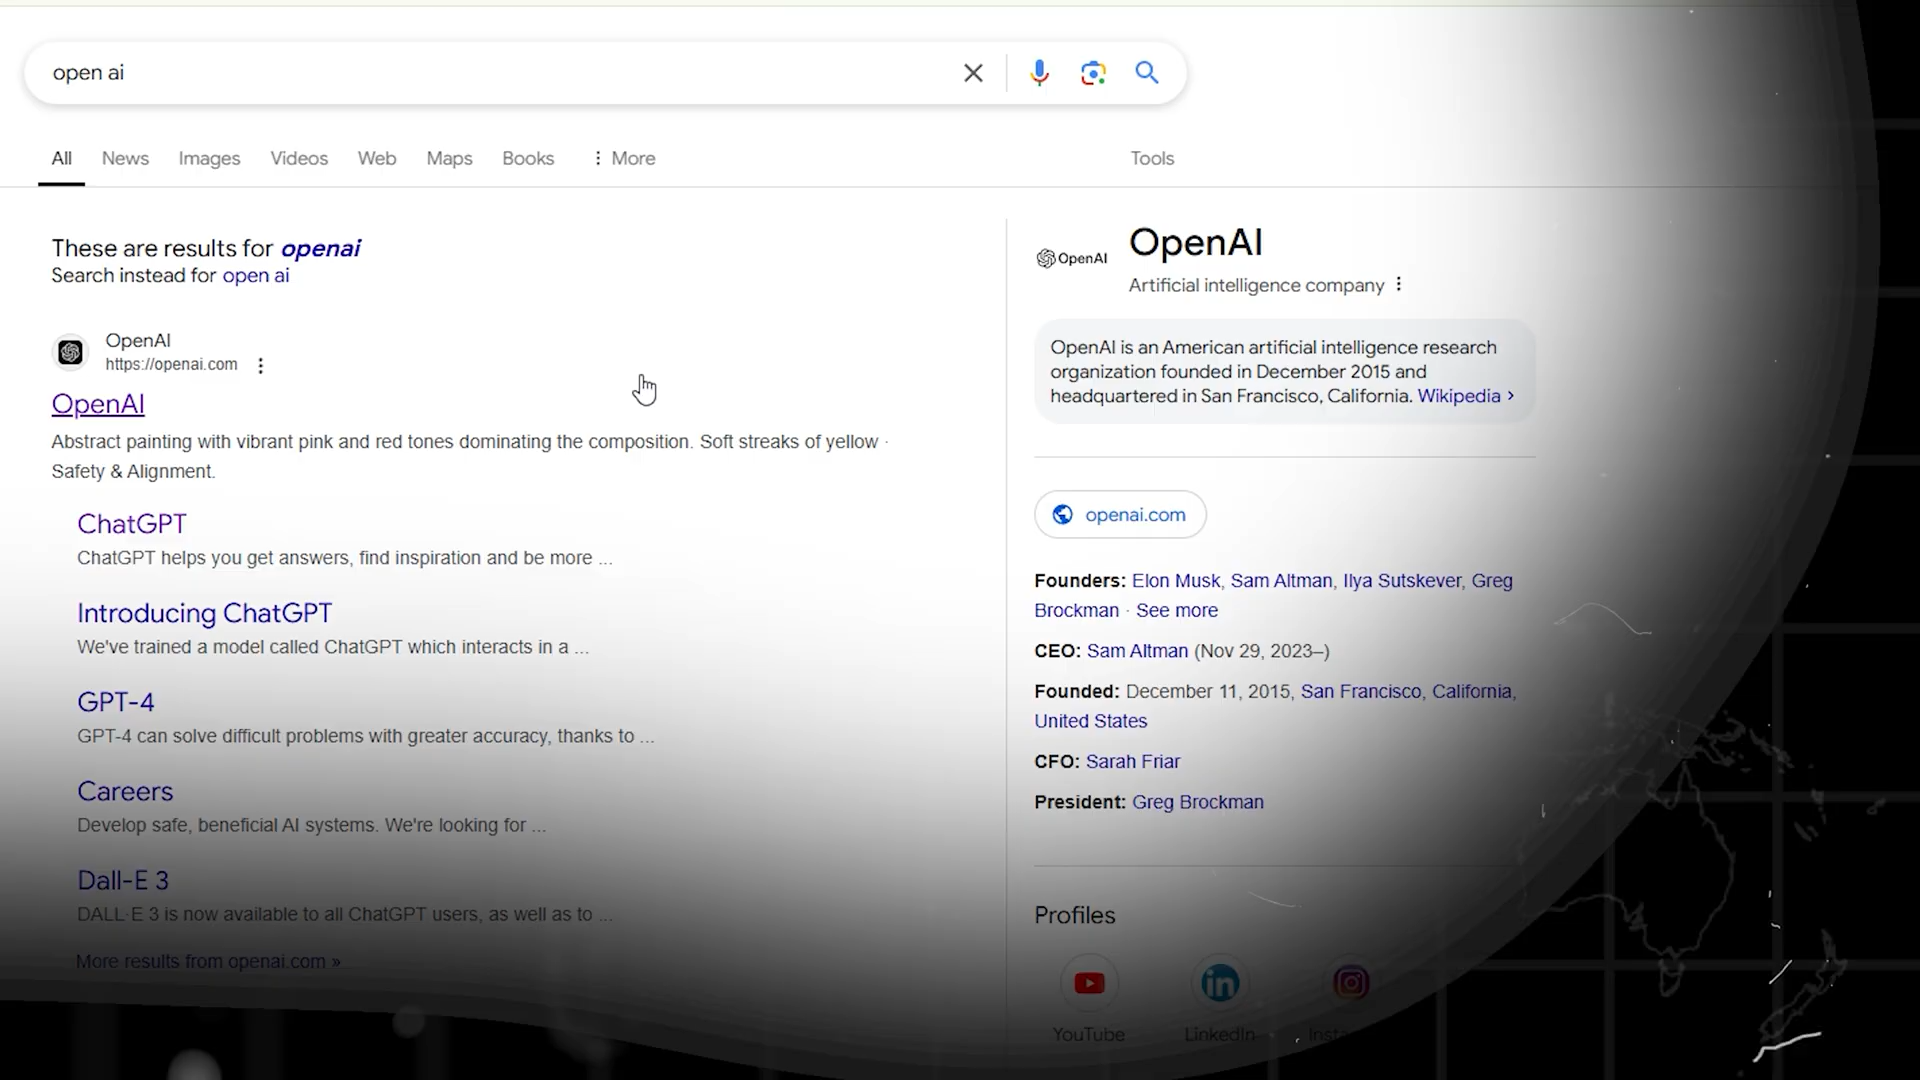 open ai
All News Images Videos Web Maps Books More Tools
These are results for openai
Search instead for open ai
OpenAI
https://openai.com
OpenAI
Abstract painting with vibrant pink and red tones dominating the composition. Soft streaks of yellow ·
Safety & Alignment.
ChatGPT
ChatGPT helps you get answers, find inspiration and be more ...
Introducing ChatGPT
We've trained a model called ChatGPT which interacts in a ...
GPT-4
GPT-4 can solve difficult problems with greater accuracy, thanks to ...
Careers
Develop safe, beneficial AI systems. We're looking for ...
Dall-E 3
DALL·E 3 is now available to all ChatGPT users, as well as to ...
More results from openai.com »
OpenAI
OpenAI
Artificial intelligence company
OpenAI is an American artificial intelligence research
organization founded in December 2015 and
headquartered in San Francisco, California. Wikipedia ›
openai.com
Founders: Elon Musk, Sam Altman, Ilya Sutskever, Greg
Brockman · See more
CEO: Sam Altman (Nov 29, 2023–)
Founded: December 11, 2015, San Francisco, California,
United States
CFO: Sarah Friar
President: Greg Brockman
Profiles
YouTube LinkedIn